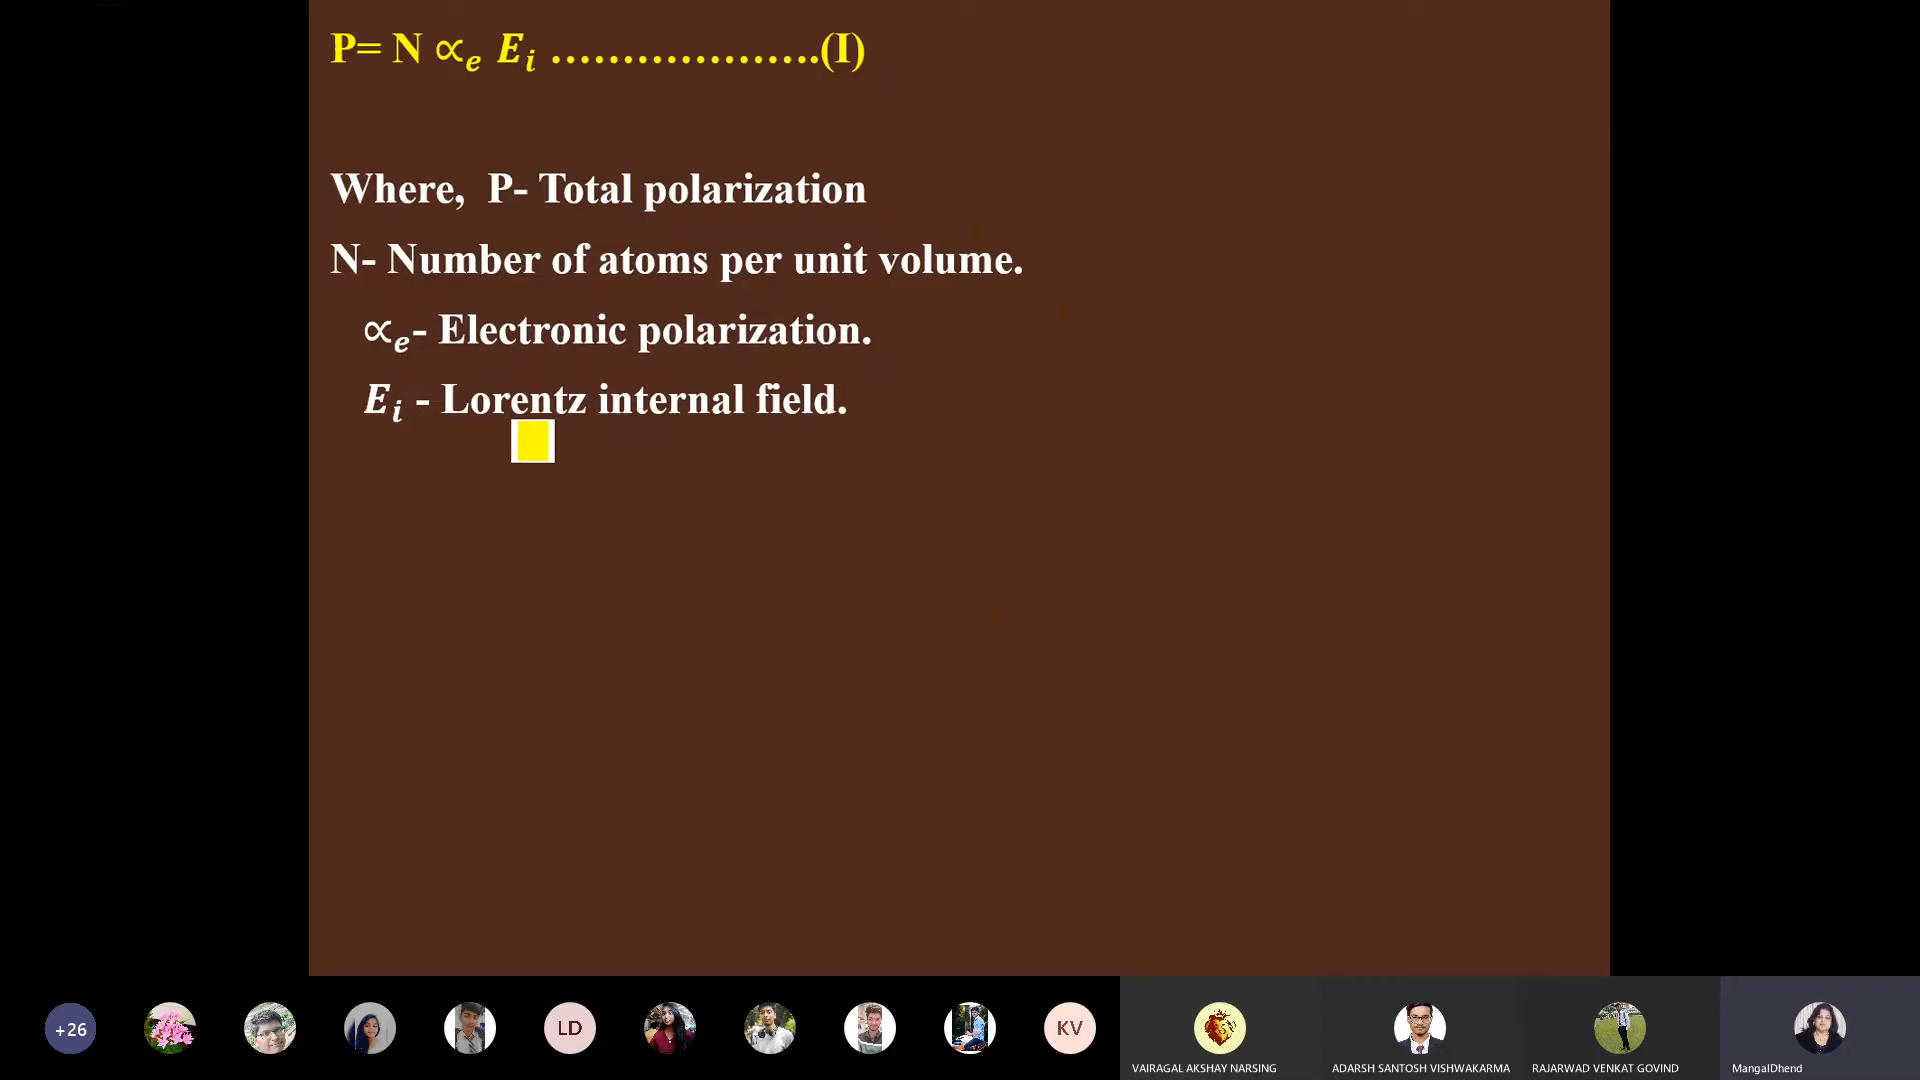 P= N ∝e Ei ………………….(I)
Where, P- Total polarization
N- Number of atoms per unit volume.
∝e- Electronic polarization.
Ei - Lorentz internal field.
+26
LD
KV
VAIRAGAL AKSHAY NARSING
ADARSH SANTOSH VISHWAKARMA
RAJARWAD VENKAT GOVIND
MangalDhend